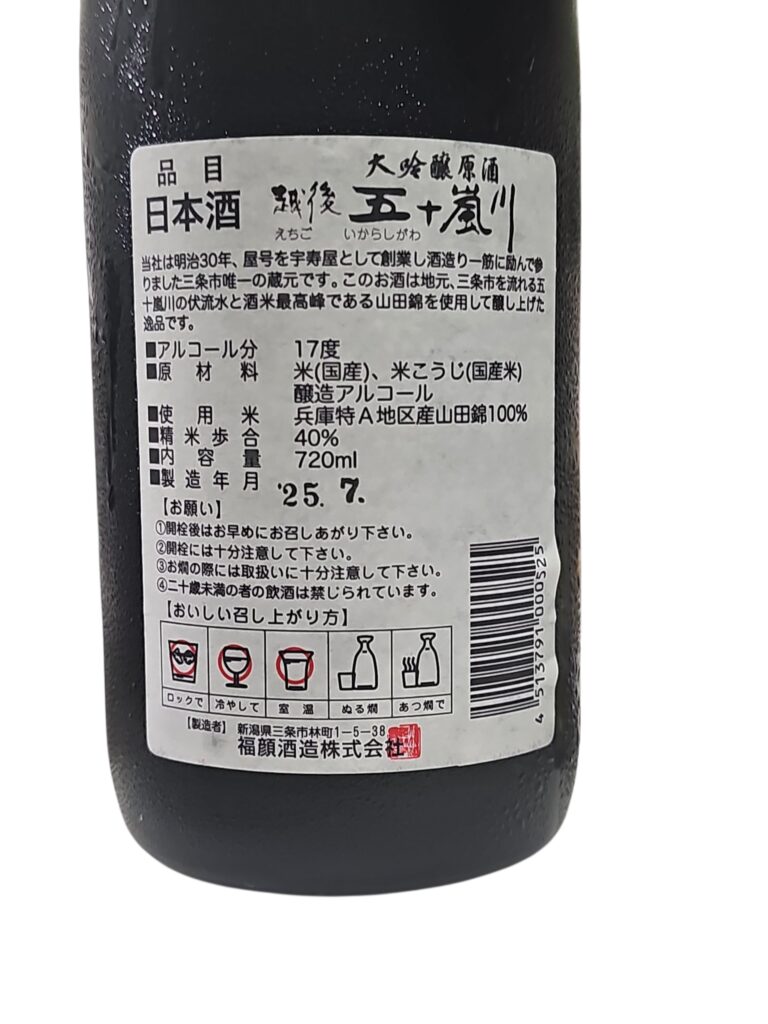 品目 大吟醸原酒
日本酒 越後 五十嵐川
えちご いからしがわ
当社は明治30年、屋号を宇寿屋として創業し酒造り一筋に励んで参
りました三条市唯一の蔵元です。このお酒は地元、三条市を流れる五
十嵐川の伏流水と酒米最高峰である山田錦を使用して醸し上げた
逸品です。
■アルコール分 17度
■原材料 米(国産)、米こうじ(国産米)
醸造アルコール
■使用米 兵庫特A地区産山田錦100%
■精米歩合 40%
■内容量 720ml
■製造年月 '25.7.
【お願い】
①開栓後はお早めにお召しあがり下さい。
②開栓には十分注意して下さい。
③お燗の際には取扱いに十分注意して下さい。
④二十歳未満の者の飲酒は禁じられています。
【おいしい召し上がり方】
ロックで 冷やして 室温 ぬる燗 あつ燗で
【製造者】 新潟県三条市林町1-5-38
福顔酒造株式会社
4 513791 000525